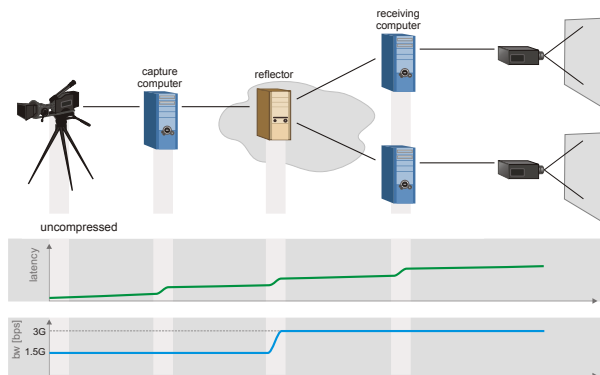 receiving
computer
capture
computer
reflector
uncompressed
latency
bw [bps]
3G
1.5G